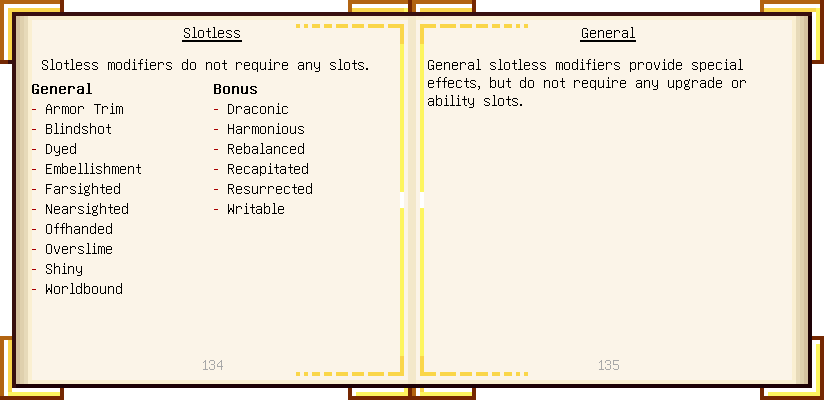 Slotless
Slotless modifiers do not require any slots.
General
- Armor Trim
- Blindshot
- Dyed
- Embellishment
- Farsighted
- Nearsighted
- Offhanded
- Overslime
- Shiny
- Worldbound
Bonus
- Draconic
- Harmonious
- Rebalanced
- Recapitated
- Resurrected
- Writable
134
General
General slotless modifiers provide special
effects, but do not require any upgrade or
ability slots.
135